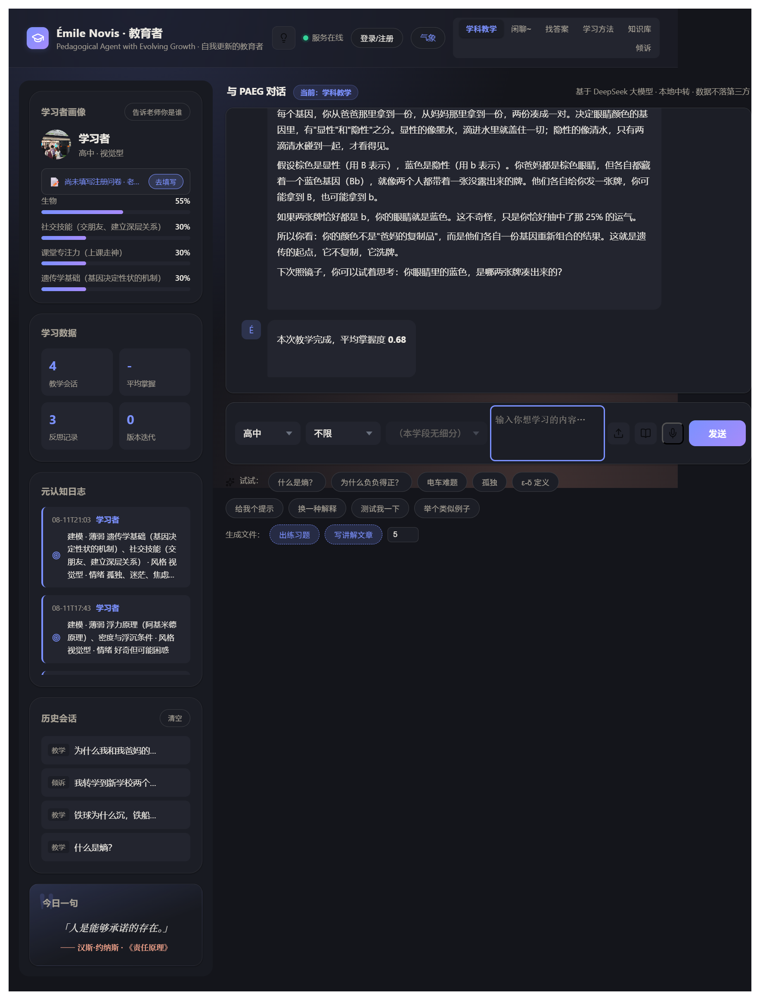 Émile Novis · 教育者
Pedagogical Agent with Evolving Growth · 自我更新的教育者
服务在线
登录/注册
气象
学科教学
闲聊~
找答案
学习方法
知识库
倾诉
学习者画像
告诉老师你是谁
学习者
高中 · 视觉型
尚未填写注册问卷 · 老...
去填写
生物
55%
社交技能（交朋友、建立深层关系）
30%
课堂专注力（上课走神）
30%
遗传学基础（基因决定性状的机制）
30%
学习数据
4
教学会话
-
平均掌握
3
反思记录
0
版本迭代
元认知日志
08-11T21:03 学习者
建模 · 薄弱 遗传学基础（基因决
定性状的机制）、社交技能（交
朋友、建立深层关系） · 风格 视
觉型 · 情绪 孤独、迷茫、焦虑...
08-11T17:43 学习者
建模 · 薄弱 浮力原理（阿基米德
原理）、密度与浮沉条件 · 风格
视觉型 · 情绪 好奇但可能困惑
历史会话
清空
教学 为什么我和我爸妈的...
倾诉 我转学到新学校两个...
教学 铁球为什么沉，铁船...
教学 什么是熵？
今日一句
「人是能够承诺的存在。」
—— 汉斯·约纳斯 · 《责任原理》
与 PAEG 对话
当前：学科教学
基于 DeepSeek 大模型 · 本地中转 · 数据不落第三方
每个基因，你从爸爸那里拿到一份，从妈妈那里拿到一份，两份凑成一对。决定眼睛颜色的基
因里，有"显性"和"隐性"之分。显性的像墨水，滴进水里就盖住一切；隐性的像清水，只有两
滴清水碰到一起，才看得见。
假设棕色是显性（用 B 表示），蓝色是隐性（用 b 表示）。你爸妈都是棕色眼睛，但各自都藏
着一个蓝色基因（Bb），就像两个人都带着一张没露出来的牌。他们各自给你发一张牌，你可
能拿到 B，也可能拿到 b。
如果两张牌恰好都是 b，你的眼睛就是蓝色。这不奇怪，只是你恰好抽中了那 25% 的运气。
所以你看：你的颜色不是"爸妈的复制品"，而是他们各自一份基因重新组合的结果。这就是遗
传的起点，它不复制，它洗牌。
下次照镜子，你可以试着思考：你眼睛里的蓝色，是哪两张牌凑出来的？
É
本次教学完成，平均掌握度 0.68
高中
不限
（本学段无细分）
输入你想学习的内容…
发送
试试：
什么是熵？
为什么负负得正？
电车难题
孤独
ε-δ 定义
给我个提示
换一种解释
测试我一下
举个类似例子
生成文件：
出练习题
写讲解文章
5